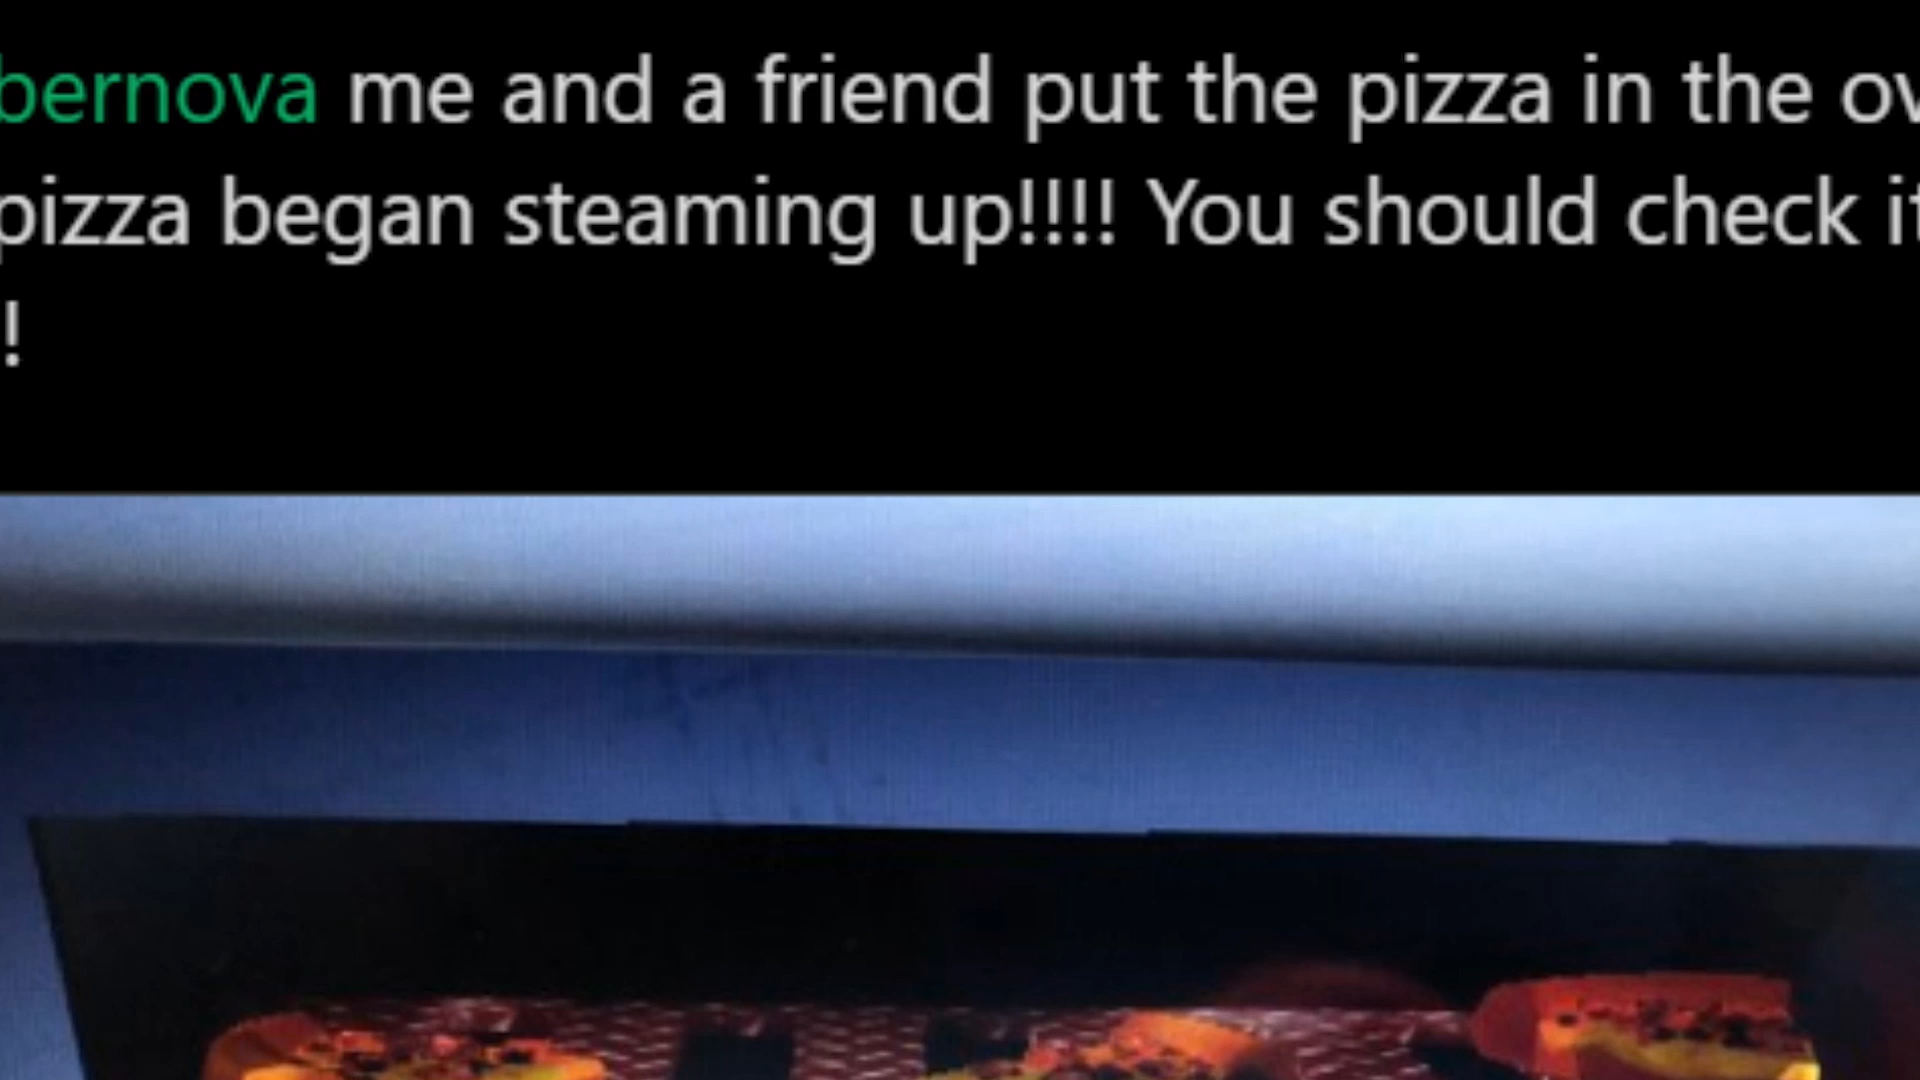 bernova me and a friend put the pizza in the ov
pizza began steaming up!!!! You should check it
!